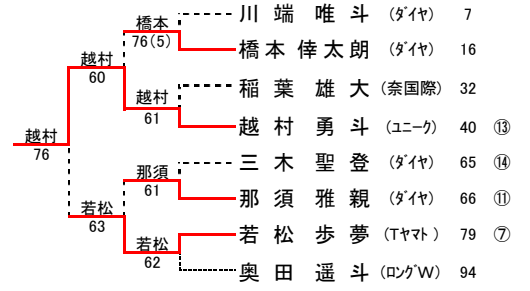 川端 唯斗 (ダイヤ) 7
橋本
76(5)
橋本 倖太朗 (ダイヤ) 16
越村
60
稲葉 雄大 (奈国際) 32
越村
61
越村 勇斗 (ユニーク) 40 ⑬
越村
76
三木 聖登 (ダイヤ) 65 ⑭
那須
61
那須 雅親 (ダイヤ) 66 ⑪
若松
63
若松 歩夢 (Tヤマト) 79 ⑦
若松
62
奥田 遥斗 (ロングW) 94